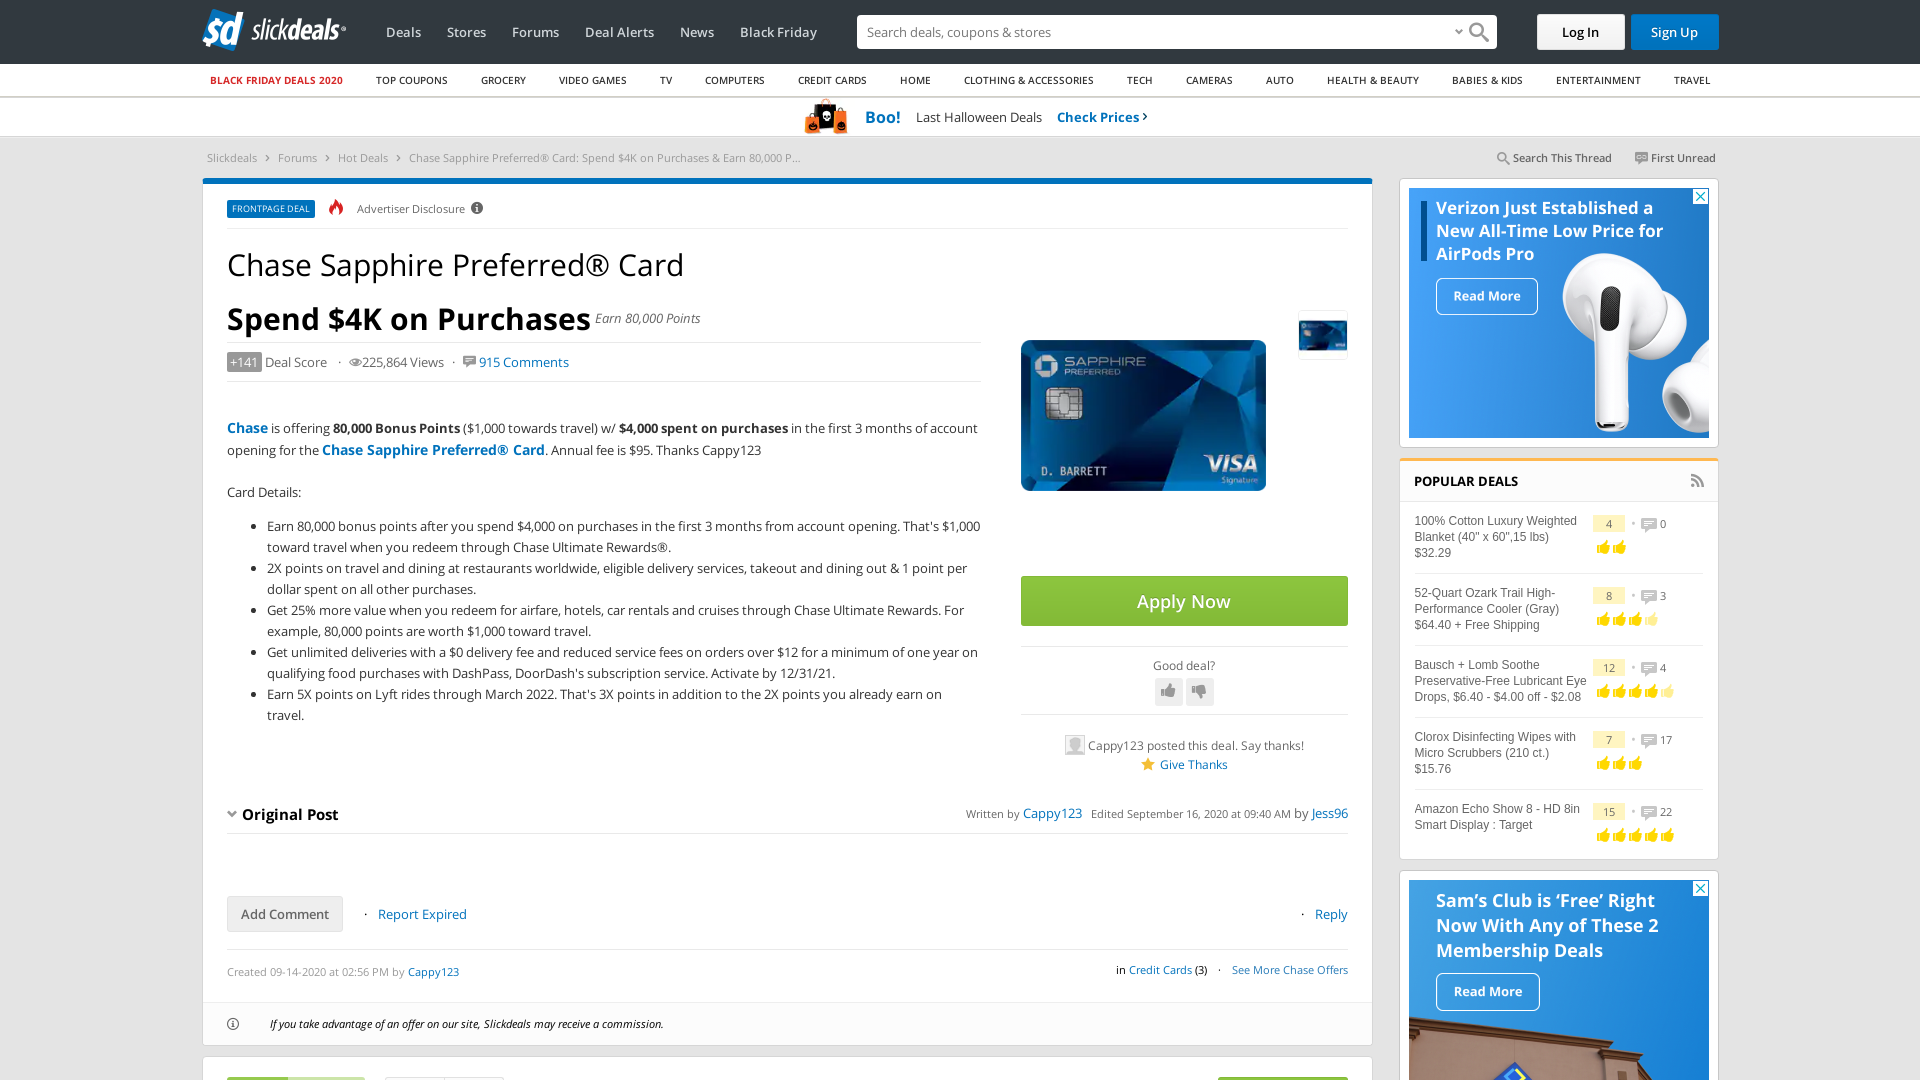 slickdeals
Deals
Stores
Forums
Deal Alerts
News
Black Friday
Search deals, coupons & stores
Log In
Sign Up
BLACK FRIDAY DEALS 2020
TOP COUPONS
GROCERY
VIDEO GAMES
TV
COMPUTERS
CREDIT CARDS
HOME
CLOTHING & ACCESSORIES
TECH
CAMERAS
AUTO
HEALTH & BEAUTY
BABIES & KIDS
ENTERTAINMENT
TRAVEL
Boo! Last Halloween Deals Check Prices
Slickdeals › Forums › Hot Deals › Chase Sapphire Preferred® Card: Spend $4K on Purchases & Earn 80,000 P...
Search This Thread
First Unread
FRONTPAGE DEAL
Advertiser Disclosure
Chase Sapphire Preferred® Card
Spend $4K on Purchases Earn 80,000 Points
+141 Deal Score · 225,864 Views · 915 Comments
Chase is offering 80,000 Bonus Points ($1,000 towards travel) w/ $4,000 spent on purchases in the first 3 months of account
opening for the Chase Sapphire Preferred® Card. Annual fee is $95. Thanks Cappy123
Card Details:
Earn 80,000 bonus points after you spend $4,000 on purchases in the first 3 months from account opening. That's $1,000
toward travel when you redeem through Chase Ultimate Rewards®.
2X points on travel and dining at restaurants worldwide, eligible delivery services, takeout and dining out & 1 point per
dollar spent on all other purchases.
Get 25% more value when you redeem for airfare, hotels, car rentals and cruises through Chase Ultimate Rewards. For
example, 80,000 points are worth $1,000 toward travel.
Get unlimited deliveries with a $0 delivery fee and reduced service fees on orders over $12 for a minimum of one year on
qualifying food purchases with DashPass, DoorDash's subscription service. Activate by 12/31/21.
Earn 5X points on Lyft rides through March 2022. That's 3X points in addition to the 2X points you already earn on
travel.
SAPPHIRE
PREFERRED
D. BARRETT
VISA
Signature
Apply Now
Good deal?
Cappy123 posted this deal. Say thanks!
Give Thanks
Original Post
Written by Cappy123 Edited September 16, 2020 at 09:40 AM by Jess96
Add Comment · Report Expired
· Reply
Created 09-14-2020 at 02:56 PM by Cappy123
in Credit Cards (3) · See More Chase Offers
If you take advantage of an offer on our site, Slickdeals may receive a commission.
Verizon Just Established a
New All-Time Low Price for
AirPods Pro
Read More
POPULAR DEALS
100% Cotton Luxury Weighted
Blanket (40" x 60",15 lbs)
$32.29
4 • 0
52-Quart Ozark Trail High-
Performance Cooler (Gray)
$64.40 + Free Shipping
8 • 3
Bausch + Lomb Soothe
Preservative-Free Lubricant Eye
Drops, $6.40 - $4.00 off - $2.08
12 • 4
Clorox Disinfecting Wipes with
Micro Scrubbers (210 ct.)
$15.76
7 • 17
Amazon Echo Show 8 - HD 8in
Smart Display : Target
15 • 22
Sam’s Club is ‘Free’ Right
Now With Any of These 2
Membership Deals
Read More